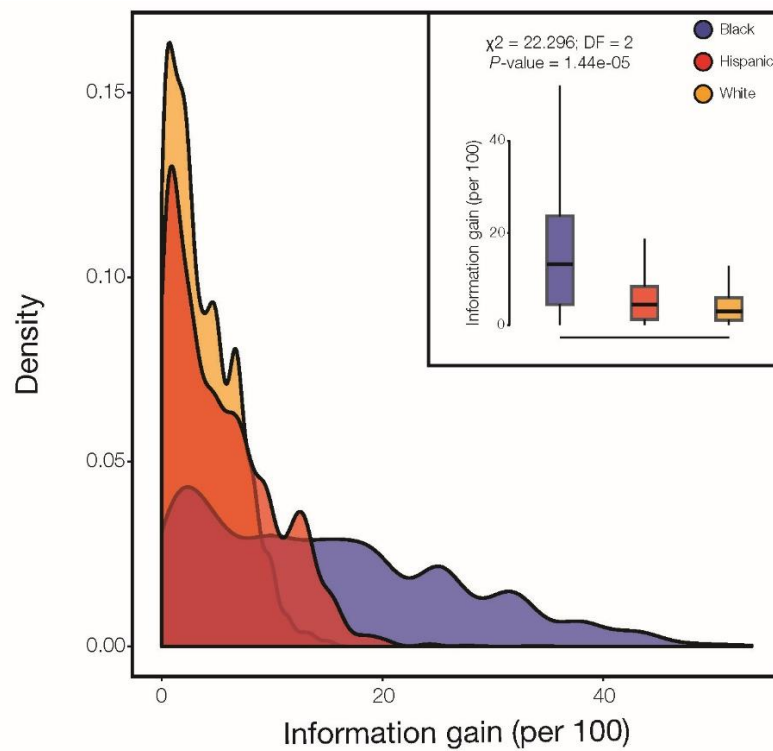 χ2 = 22.296; DF = 2
P-value = 1.44e-05
Black
Hispanic
White
Information gain (per 100)
40
20
0
Density
0.15
0.10
0.05
0.00
0
20
40
Information gain (per 100)